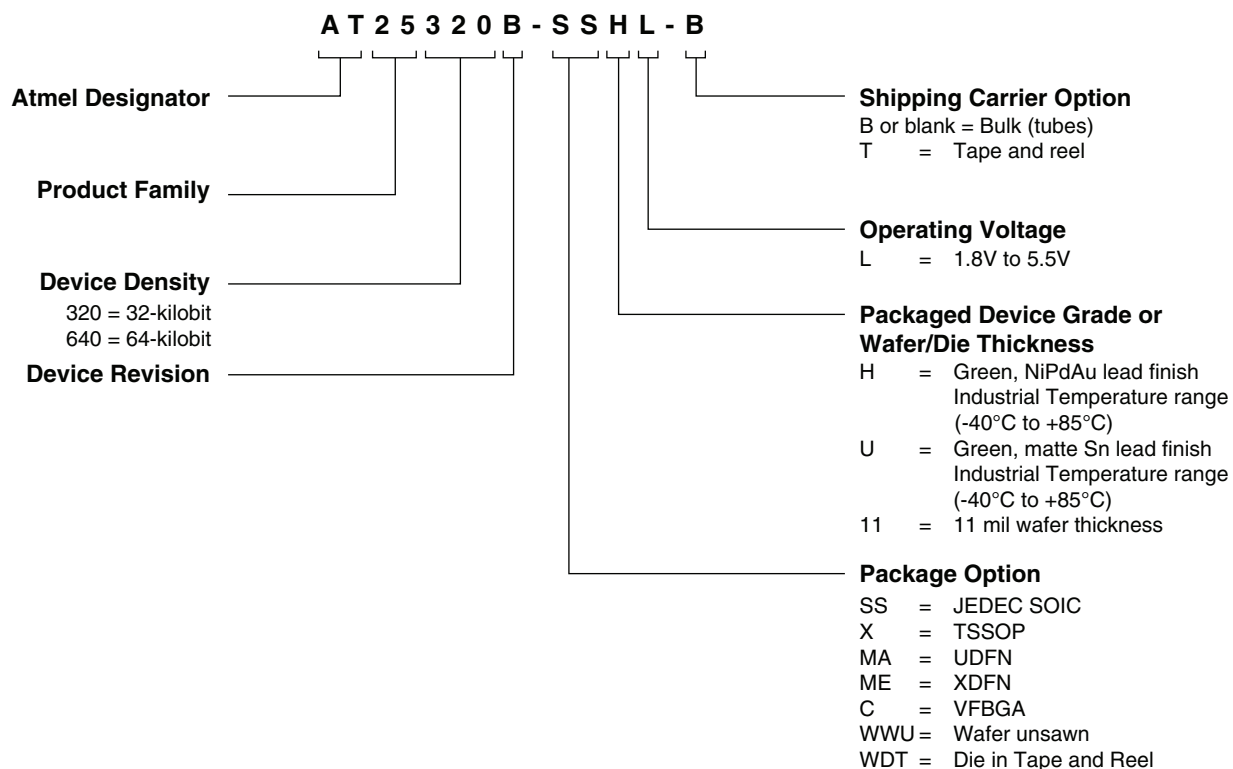 A T 2 5 3 2 0 B - S S H L - B
Atmel Designator
Product Family
Device Density
320 = 32-kilobit
640 = 64-kilobit
Device Revision
Shipping Carrier Option
B or blank = Bulk (tubes)
T = Tape and reel
Operating Voltage
L = 1.8V to 5.5V
Packaged Device Grade or
Wafer/Die Thickness
H = Green, NiPdAu lead finish
Industrial Temperature range
(-40°C to +85°C)
U = Green, matte Sn lead finish
Industrial Temperature range
(-40°C to +85°C)
11 = 11 mil wafer thickness
Package Option
SS = JEDEC SOIC
X = TSSOP
MA = UDFN
ME = XDFN
C = VFBGA
WWU = Wafer unsawn
WDT = Die in Tape and Reel